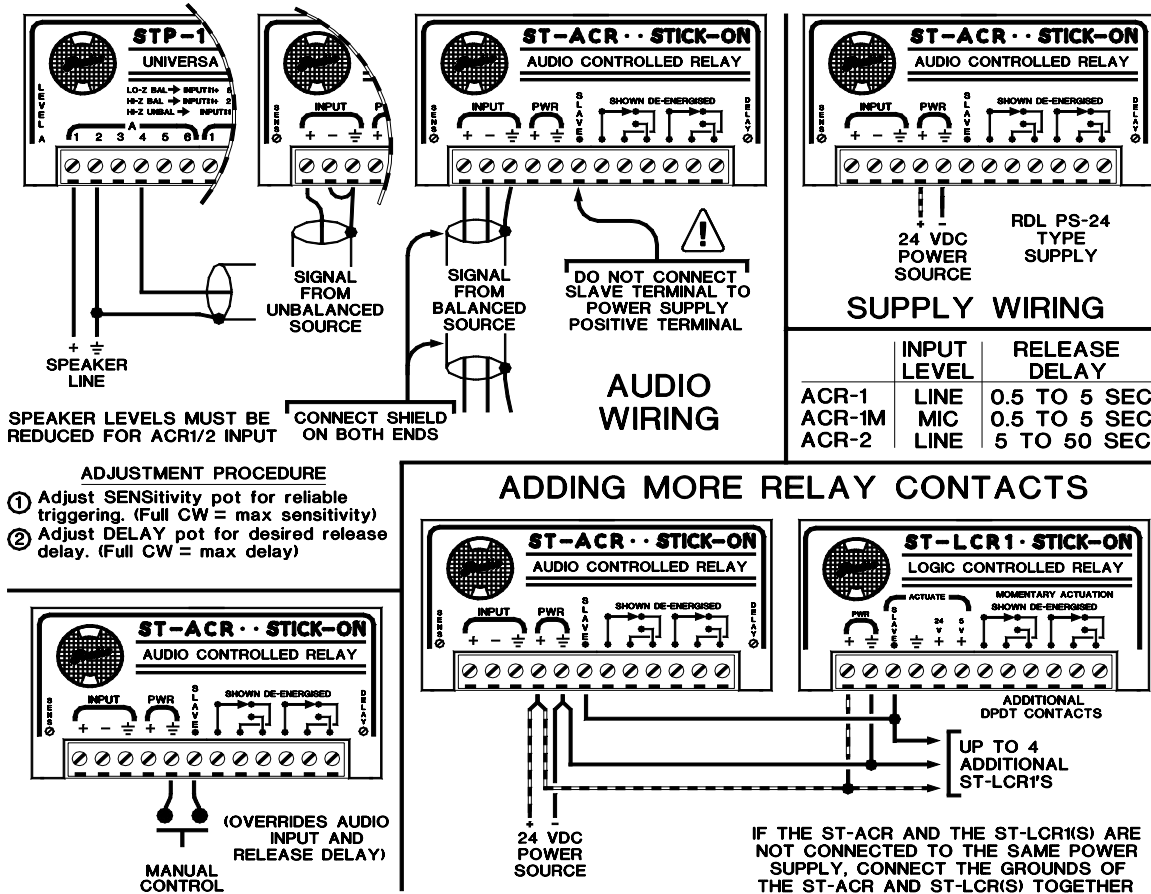 STP-1
UNIVERSA
LO-Z BAL → INPUT
HI-Z BAL → INPUT
HI-Z UNBAL → INPUT
LEVEL A
A
1 2 3 4 5 6 1
+
SPEAKER
LINE
SPEAKER LEVELS MUST BE
REDUCED FOR ACR1/2 INPUT
SENS
INPUT
P
+ − +
SIGNAL
FROM
UNBALANCED
SOURCE
ST-ACR·· STICK-ON
AUDIO CONTROLLED RELAY
SENS
INPUT
PWR
SLAVE
SHOWN DE-ENERGISED
DELAY
+ − +
SIGNAL
FROM
BALANCED
SOURCE
CONNECT SHIELD
ON BOTH ENDS
!
DO NOT CONNECT
SLAVE TERMINAL TO
POWER SUPPLY
POSITIVE TERMINAL
AUDIO
WIRING
ST-ACR·· STICK-ON
AUDIO CONTROLLED RELAY
SENS
INPUT
PWR
SLAVE
SHOWN DE-ENERGISED
DELAY
+ − +
+ −
24 VDC
POWER
SOURCE
RDL PS-24
TYPE
SUPPLY
SUPPLY WIRING
INPUT LEVEL RELEASE DELAY
ACR-1 LINE 0.5 TO 5 SEC
ACR-1M MIC 0.5 TO 5 SEC
ACR-2 LINE 5 TO 50 SEC
ADJUSTMENT PROCEDURE
1 Adjust SENSitivity pot for reliable
triggering. (Full CW = max sensitivity)
2 Adjust DELAY pot for desired release
delay. (Full CW = max delay)
ST-ACR·· STICK-ON
AUDIO CONTROLLED RELAY
SENS
INPUT
PWR
SLAVE
SHOWN DE-ENERGISED
DELAY
+ − +
(OVERRIDES AUDIO
INPUT AND
RELEASE DELAY)
MANUAL
CONTROL
ADDING MORE RELAY CONTACTS
ST-ACR·· STICK-ON
AUDIO CONTROLLED RELAY
SENS
INPUT
PWR
SLAVE
SHOWN DE-ENERGISED
DELAY
+ − +
+ −
24 VDC
POWER
SOURCE
ST-LCR1· STICK-ON
LOGIC CONTROLLED RELAY
ACTUATE
MOMENTARY ACTUATION
SHOWN DE-ENERGISED
PWR
SLAVE
24 V
5 V
+ + +
ADDITIONAL
DPDT CONTACTS
UP TO 4
ADDITIONAL
ST-LCR1'S
IF THE ST-ACR AND THE ST-LCR1(S) ARE
NOT CONNECTED TO THE SAME POWER
SUPPLY, CONNECT THE GROUNDS OF
THE ST-ACR AND ST-LCR(S) TOGETHER